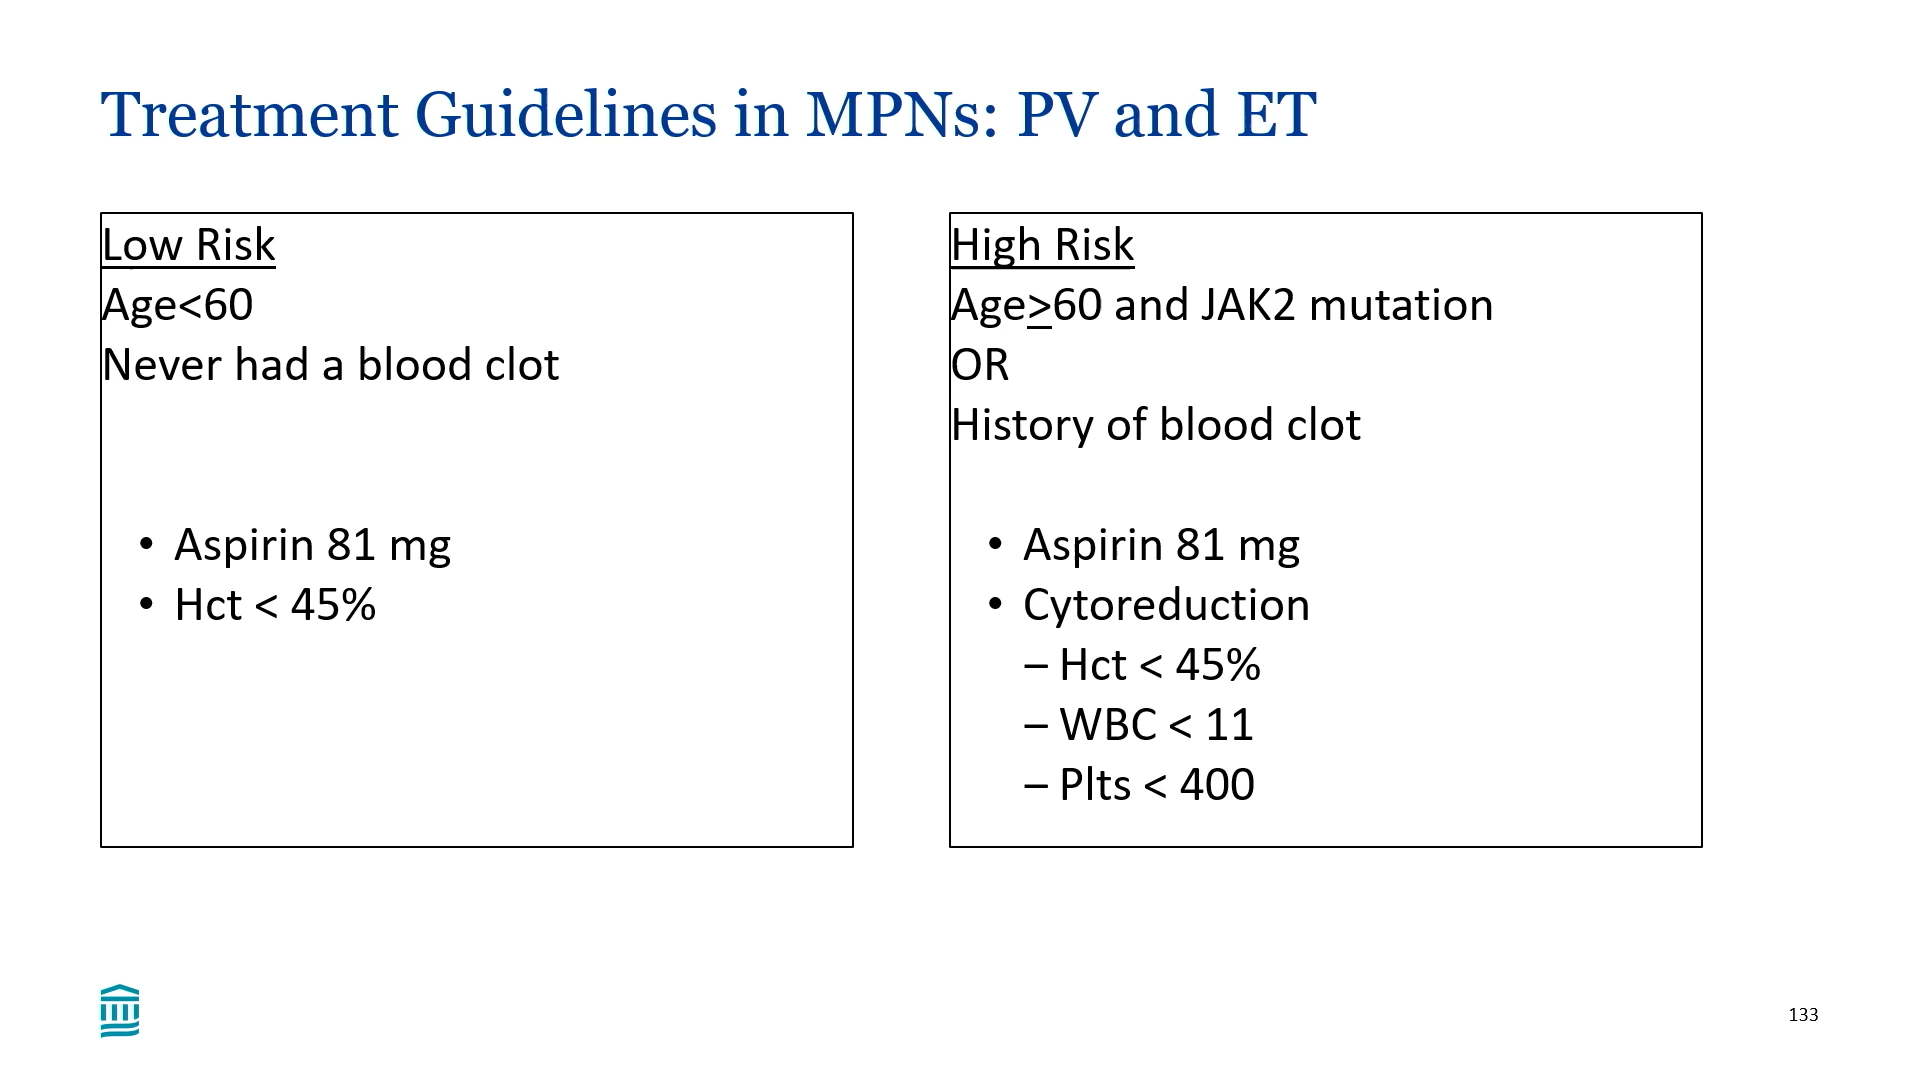 Treatment Guidelines in MPNs: PV and ET
Low Risk
Age<60
Never had a blood clot
• Aspirin 81 mg
• Hct < 45%
High Risk
Age>60 and JAK2 mutation
OR
History of blood clot
• Aspirin 81 mg
• Cytoreduction
– Hct < 45%
– WBC < 11
– Plts < 400
133